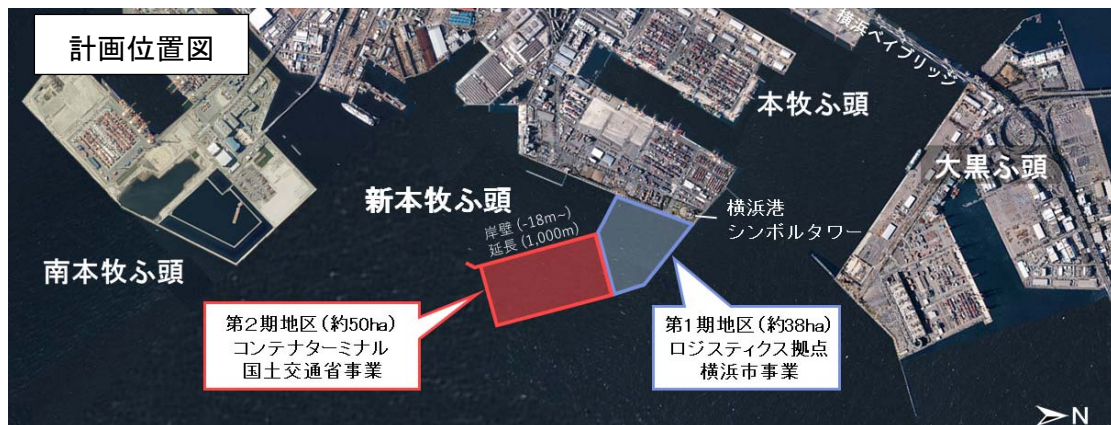 計画位置図
横浜ベイブリッジ
本牧ふ頭
大黒ふ頭
新本牧ふ頭
岸壁 (-18m~)
延長 (1,000m)
横浜港
シンボルタワー
南本牧ふ頭
第2期地区(約50ha)
コンテナターミナル
国土交通省事業
第1期地区(約38ha)
ロジスティクス拠点
横浜市事業
N